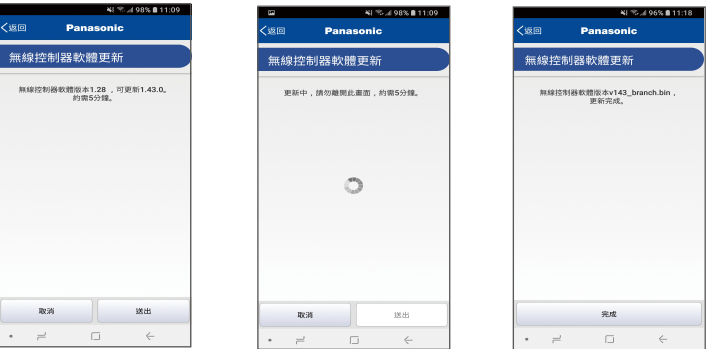 98% 11:09
返回 Panasonic
無線控制器軟體更新
無線控制器軟體版本1.28 ，可更新1.43.0。
約需5分鐘。
取消 送出
98% 11:09
返回 Panasonic
無線控制器軟體更新
更新中，請勿離開此畫面，約需5分鐘。
取消 送出
96% 11:18
返回 Panasonic
無線控制器軟體更新
無線控制器軟體版本v143_branch.bin，
更新完成。
完成